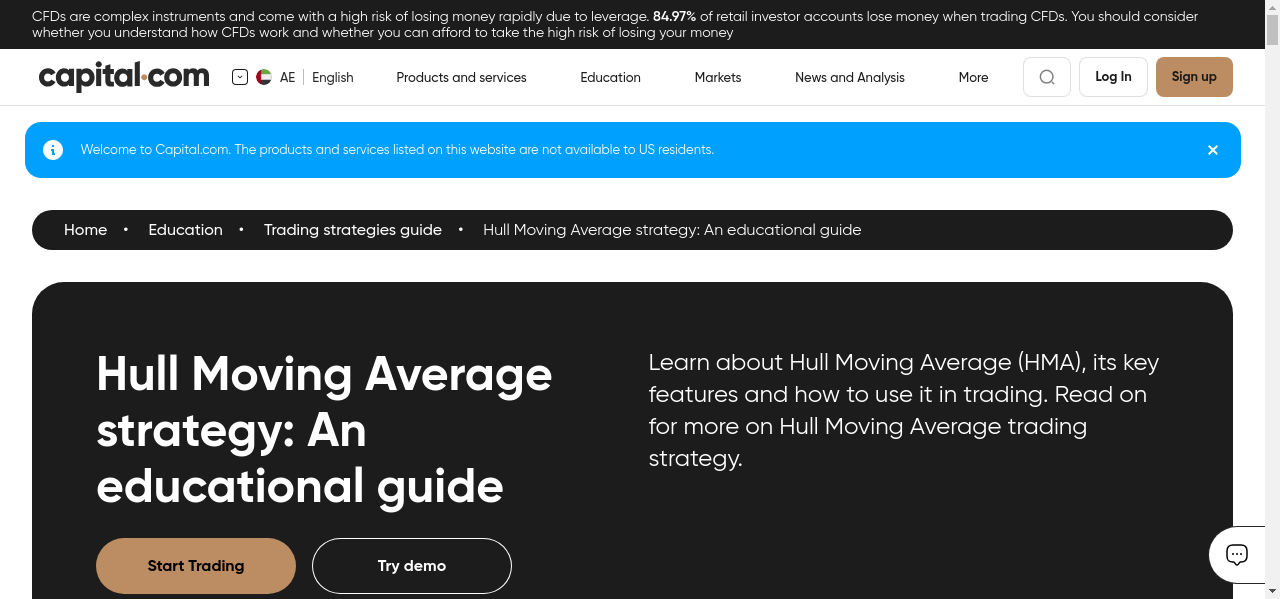 CFDs are complex instruments and come with a high risk of losing money rapidly due to leverage. 84.97% of retail investor accounts lose money when trading CFDs. You should consider
whether you understand how CFDs work and whether you can afford to take the high risk of losing your money
capital.com AE English Products and services Education Markets News and Analysis More Log In Sign up
Welcome to Capital.com. The products and services listed on this website are not available to US residents.
Home • Education • Trading strategies guide • Hull Moving Average strategy: An educational guide
Hull Moving Average
strategy: An
educational guide
Learn about Hull Moving Average (HMA), its key
features and how to use it in trading. Read on
for more on Hull Moving Average trading
strategy.
Start Trading Try demo